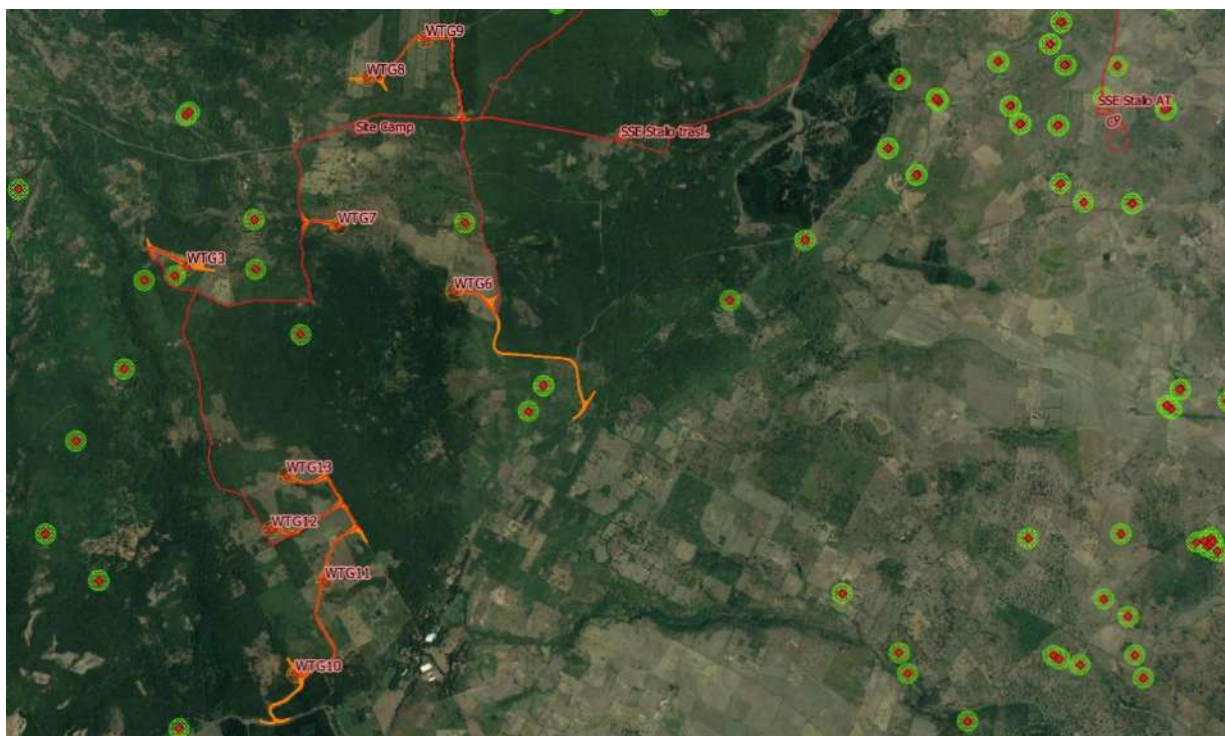 WTG9
WTG8
SSE Stalo AT
Site Camp
SSE Stalo trasf.
WTG7
WTG3
WTG6
WTG13
WTG12
WTG11
WTG10